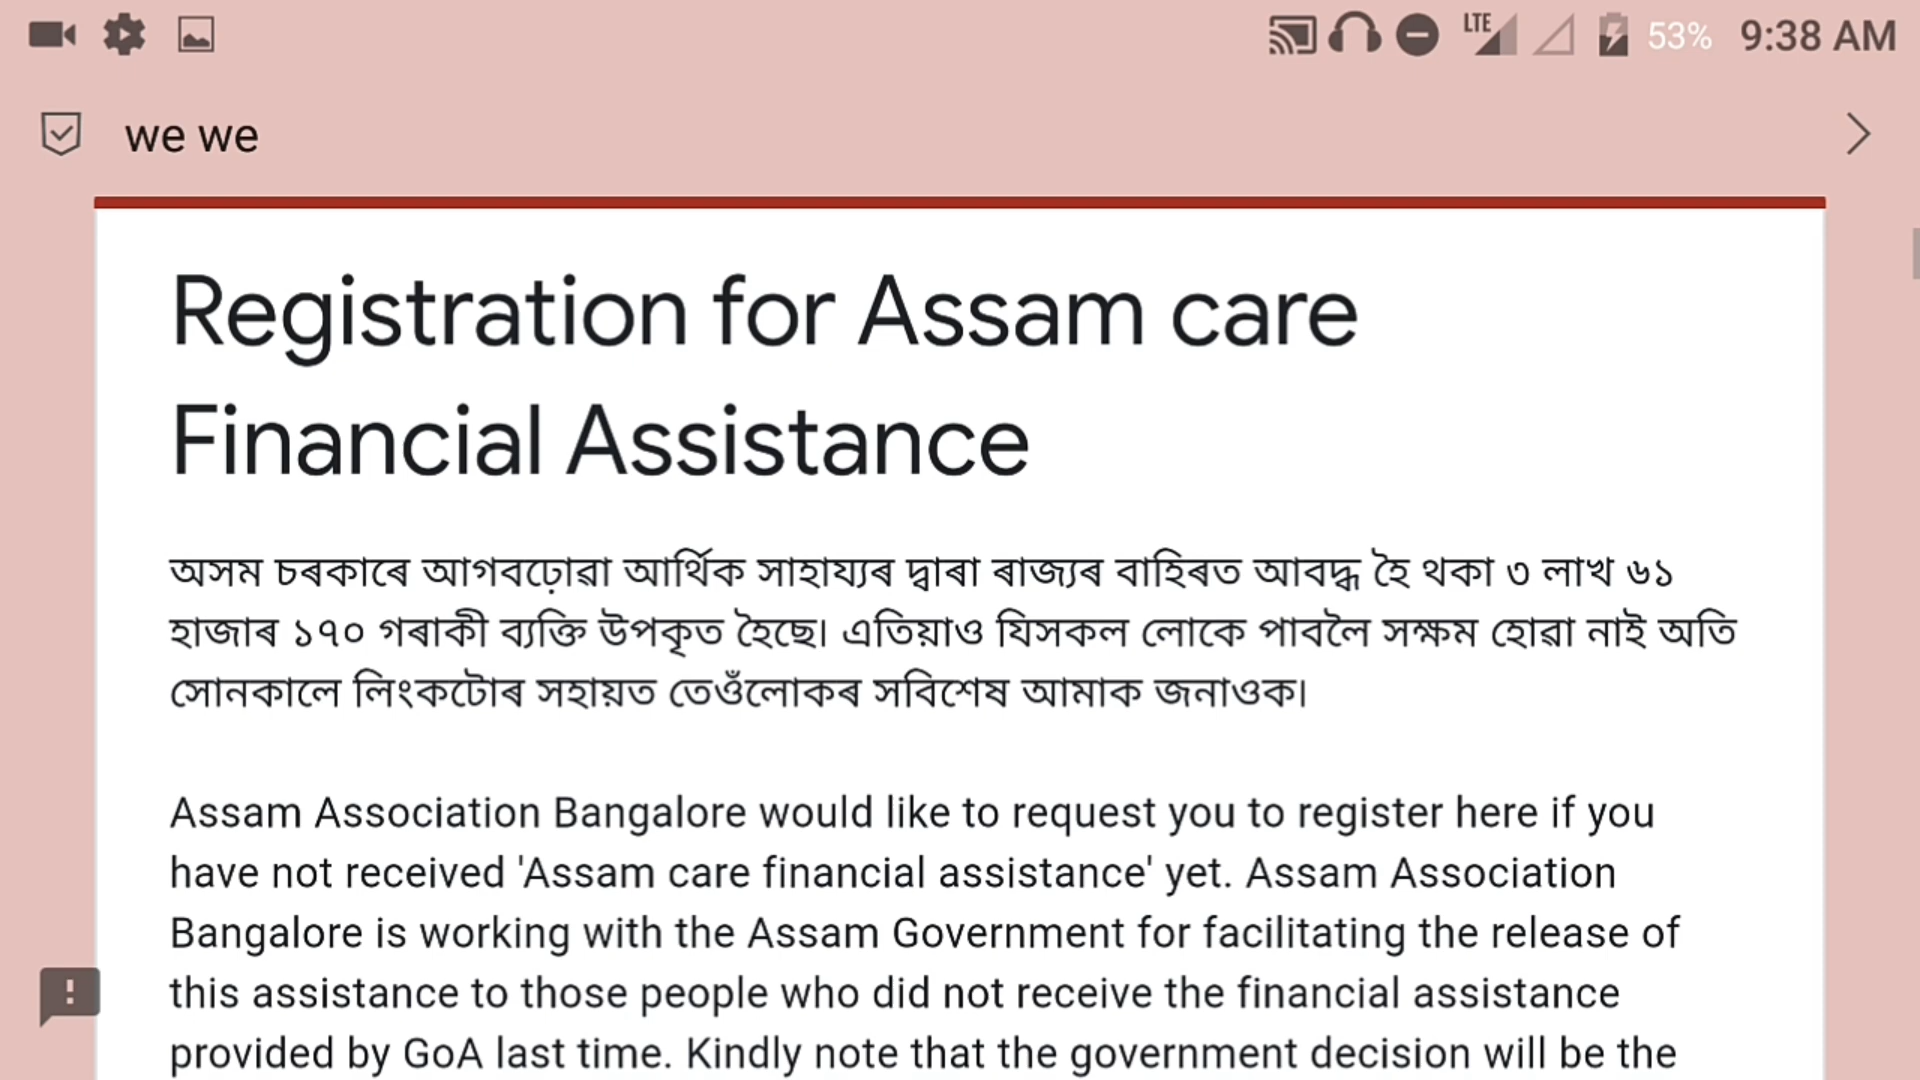 LTE 53% 9:38 AM
we we
Registration for Assam care
Financial Assistance
অসম চৰকাৰে আগবঢ়োৱা আৰ্থিক সাহায্যৰ দ্বাৰা ৰাজ্যৰ বাহিৰত আবদ্ধ হৈ থকা ৩ লাখ ৬১
হাজাৰ ১৭০ গৰাকী ব্যক্তি উপকৃত হৈছে। এতিয়াও যিসকল লোকে পাবলৈ সক্ষম হোৱা নাই অতি
সোনকালে লিংকটোৰ সহায়ত তেওঁলোকৰ সবিশেষ আমাক জনাওক।
Assam Association Bangalore would like to request you to register here if you
have not received 'Assam care financial assistance' yet. Assam Association
Bangalore is working with the Assam Government for facilitating the release of
this assistance to those people who did not receive the financial assistance
provided by GoA last time. Kindly note that the government decision will be the